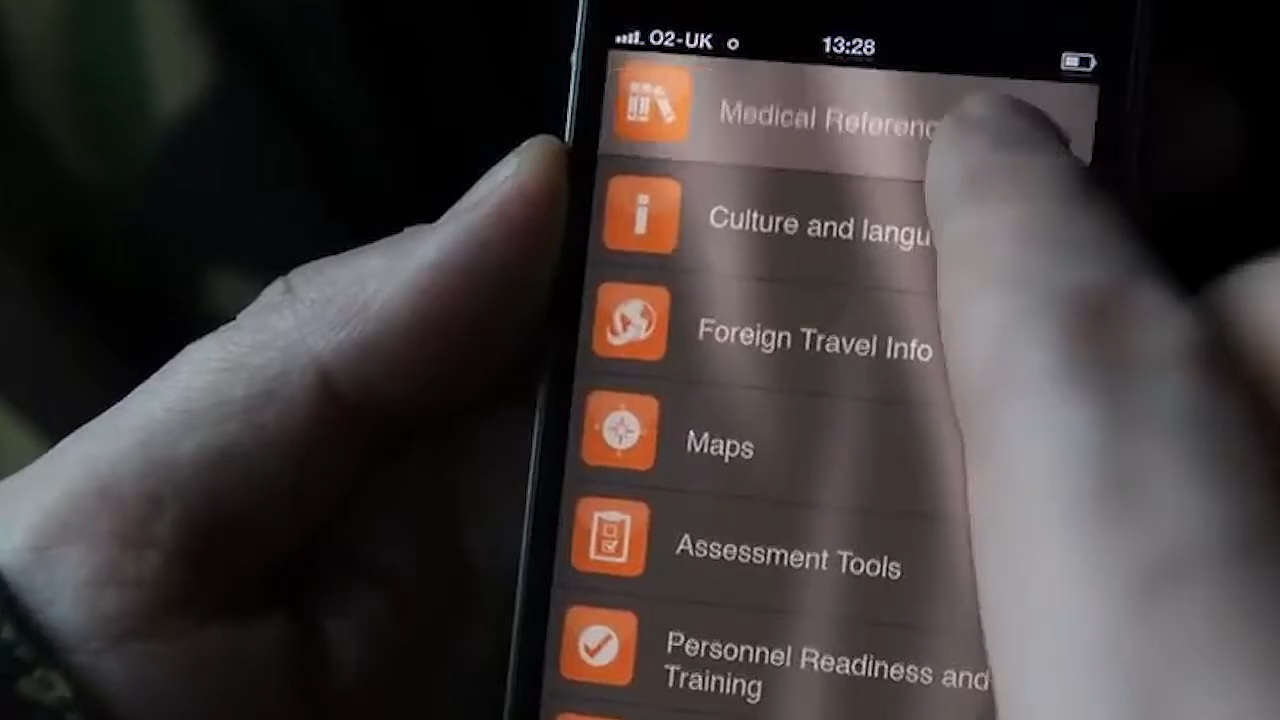 O2-UK
13:28
Medical Referenc
Culture and langu
Foreign Travel Info
Maps
Assessment Tools
Personnel Readiness and
Training